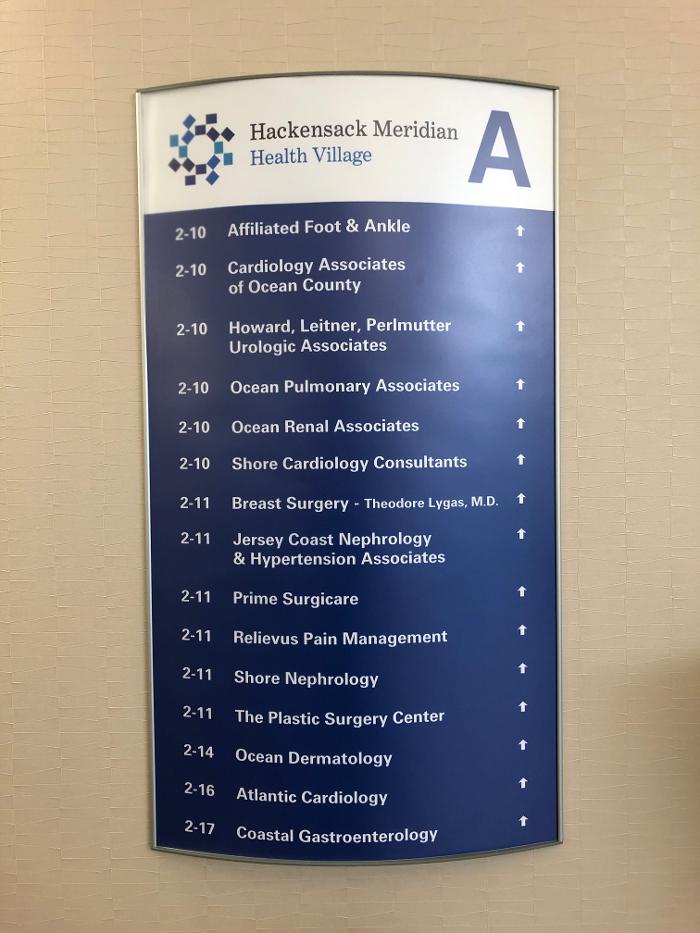 Hackensack Meridian
Health Village
A
2-10 Affiliated Foot & Ankle
2-10 Cardiology Associates
of Ocean County
2-10 Howard, Leitner, Perlmutter
Urologic Associates
2-10 Ocean Pulmonary Associates
2-10 Ocean Renal Associates
2-10 Shore Cardiology Consultants
2-11 Breast Surgery - Theodore Lygas, M.D.
2-11 Jersey Coast Nephrology
& Hypertension Associates
2-11 Prime Surgicare
2-11 Relievus Pain Management
2-11 Shore Nephrology
2-11 The Plastic Surgery Center
2-14 Ocean Dermatology
2-16 Atlantic Cardiology
2-17 Coastal Gastroenterology